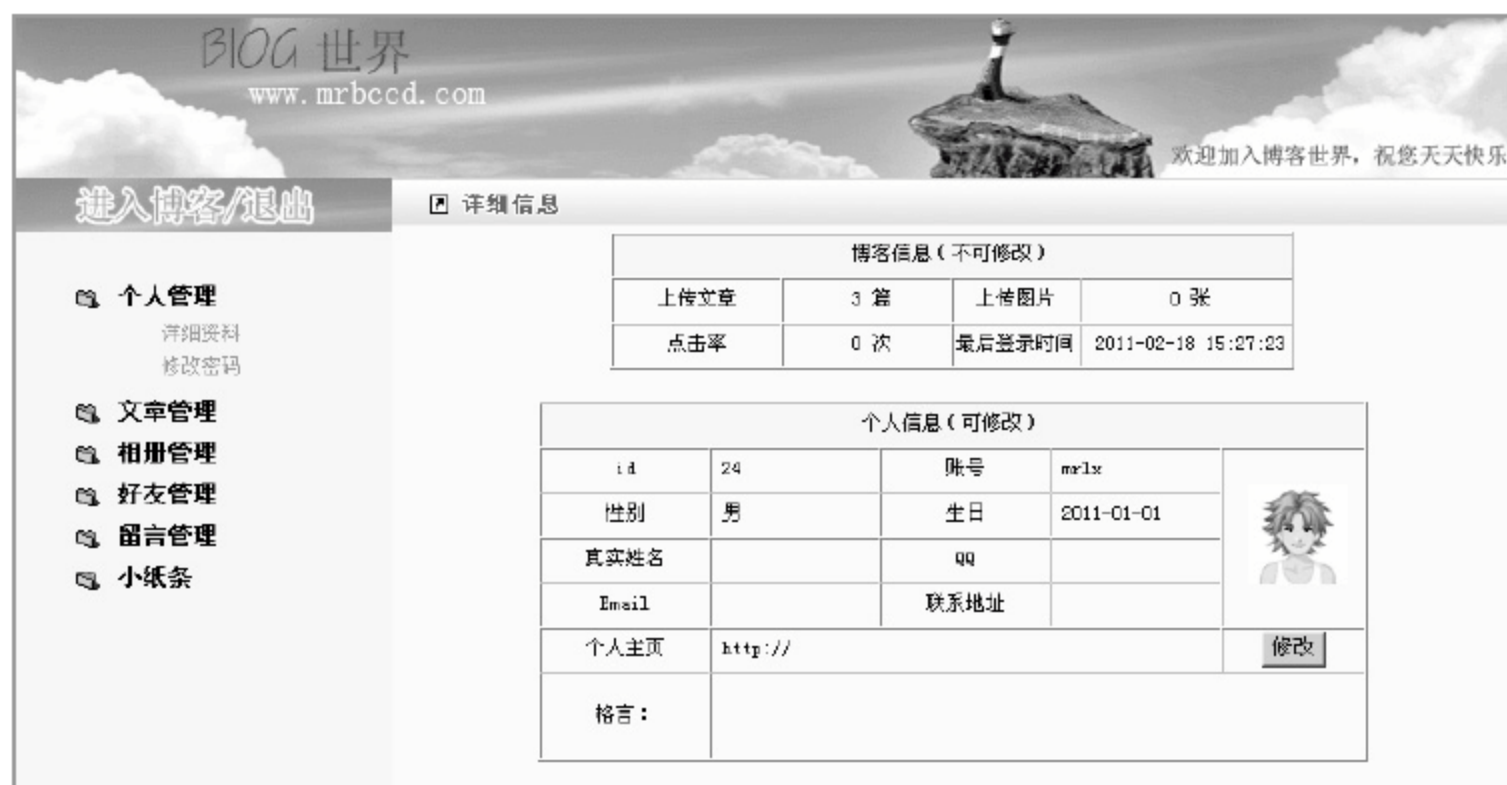 BlOG 世界
www.mrbccd.com
欢迎加入博客世界，祝您天天快乐
进入博客/退出
详细信息
个人管理
详细资料
修改密码
文章管理
相册管理
好友管理
留言管理
小纸条
博客信息(不可修改)
上传文章 3 篇 上传图片 0 张
点击率 0 次 最后登录时间 2011-02-18 15:27:23
个人信息(可修改)
id 24 账号 mrlx
性别 男 生日 2011-01-01
真实姓名 QQ
Email 联系地址
个人主页 http:// 修改
格言：